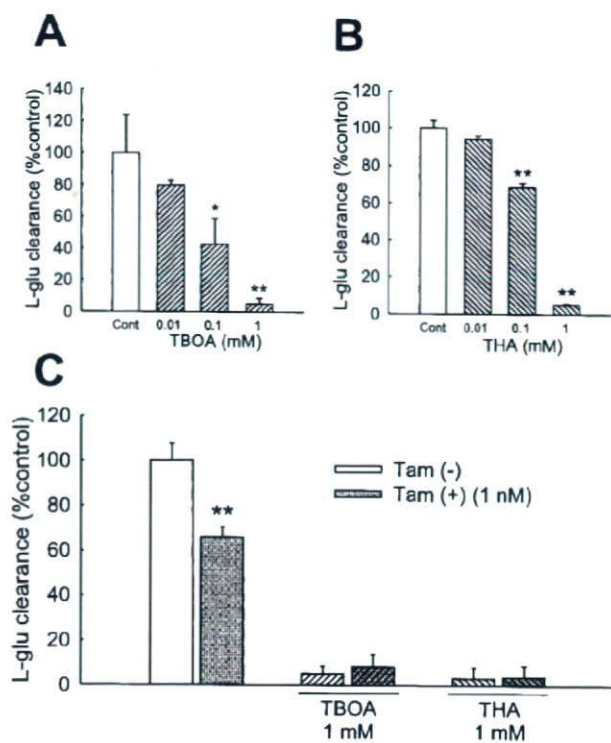 A
L-glu clearance (%control)
140
120
100
80
60
40
20
0
*
**
Cont 0.01 0.1 1
TBOA (mM)
B
L-glu clearance (%control)
120
100
80
60
40
20
0
**
**
Cont 0.01 0.1 1
THA (mM)
C
L-glu clearance (%control)
120
100
80
60
40
20
0
**
Tam (-)
Tam (+) (1 nM)
TBOA
1 mM
THA
1 mM